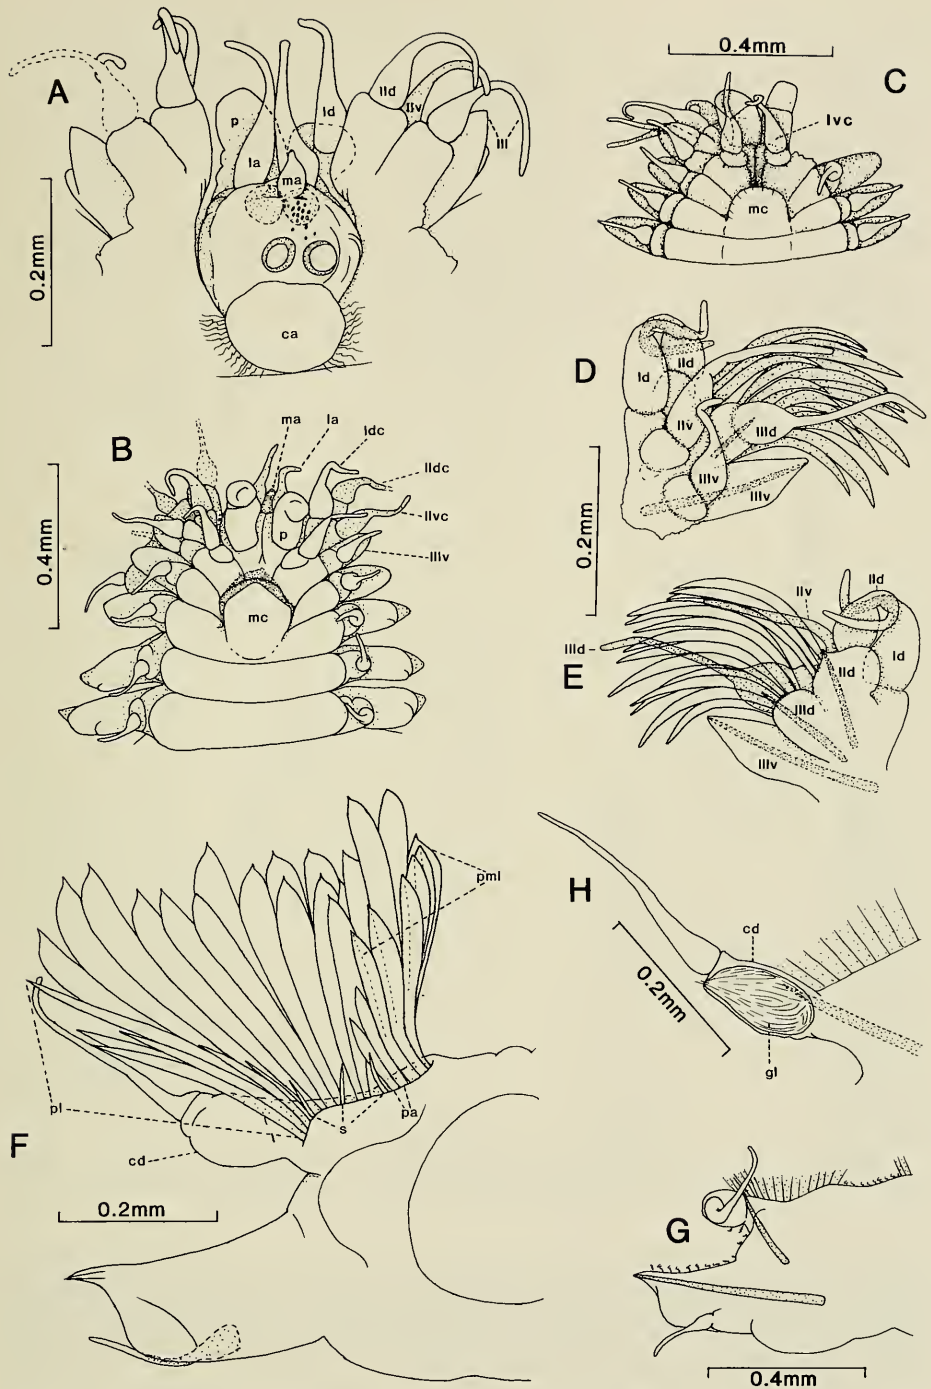 A
p
Ia
ma
Id
IId
IIv
III
0.2mm
ca
0.4mm
C
Ivc
mc
B
ma
Ia
Idc
IIdc
IIvc
IIIv
p
mc
0.4mm
D
Id
IId
IIv
IIId
IIIv
IIIv
0.2mm
E
IIv
IId
IIId
Id
IId
IIId
IIIv
F
pml
pl
s
pa
cd
0.2mm
H
cd
0.2mm
gl
G
0.4mm